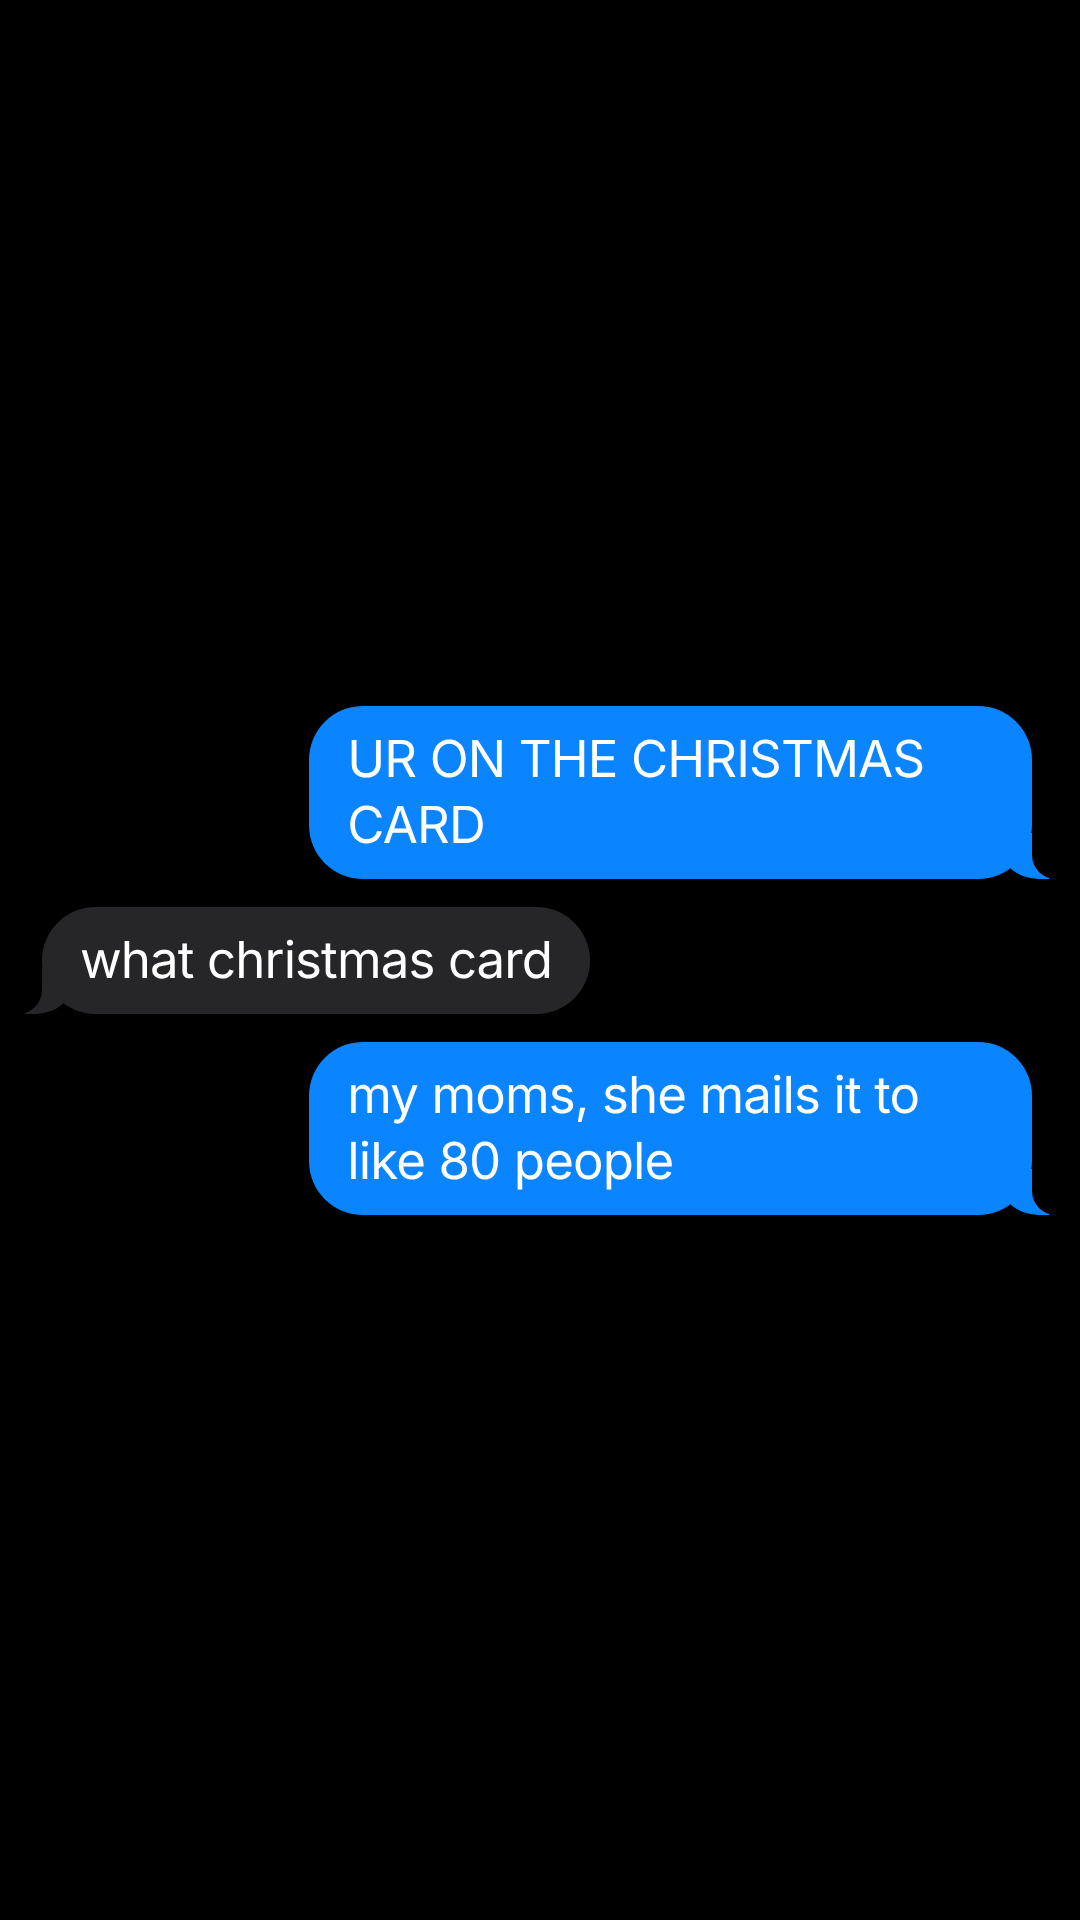 UR ON THE CHRISTMAS
CARD
what christmas card
my moms, she mails it to
like 80 people